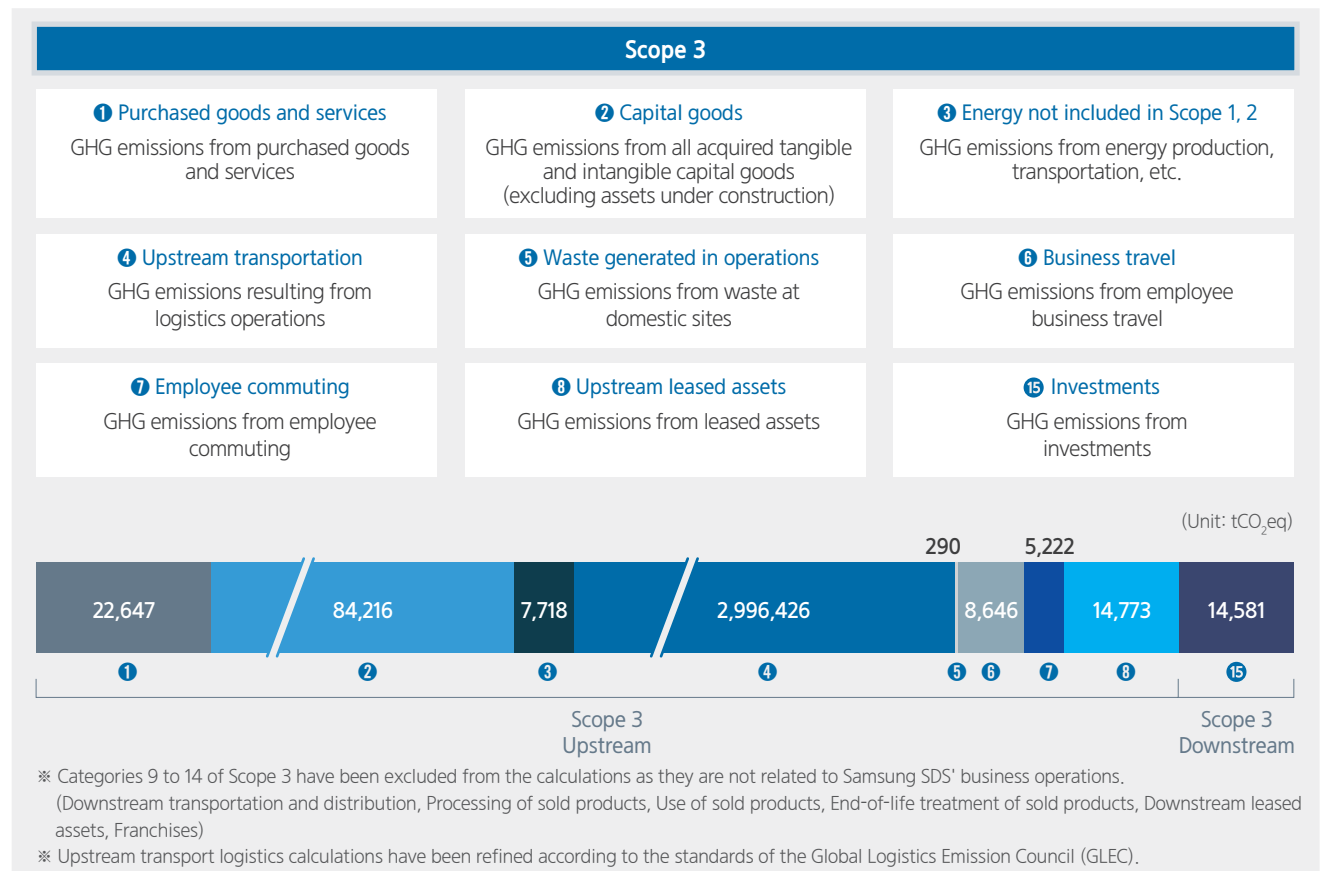 Scope 3
❶ Purchased goods and services
GHG emissions from purchased goods
and services
❷ Capital goods
GHG emissions from all acquired tangible
and intangible capital goods
(excluding assets under construction)
❸ Energy not included in Scope 1, 2
GHG emissions from energy production,
transportation, etc.
❹ Upstream transportation
GHG emissions resulting from
logistics operations
❺ Waste generated in operations
GHG emissions from waste at
domestic sites
❻ Business travel
GHG emissions from employee
business travel
❼ Employee commuting
GHG emissions from employee
commuting
❽ Upstream leased assets
GHG emissions from leased assets
⓯ Investments
GHG emissions from
investments
(Unit: tCO₂eq)
290 5,222
22,647 84,216 7,718 2,996,426 8,646 14,773 14,581
❶ ❷ ❸ ❹ ❺ ❻ ❼ ❽ ⓯
Scope 3
Upstream
Scope 3
Downstream
※ Categories 9 to 14 of Scope 3 have been excluded from the calculations as they are not related to Samsung SDS' business operations.
(Downstream transportation and distribution, Processing of sold products, Use of sold products, End-of-life treatment of sold products, Downstream leased
assets, Franchises)
※ Upstream transport logistics calculations have been refined according to the standards of the Global Logistics Emission Council (GLEC).